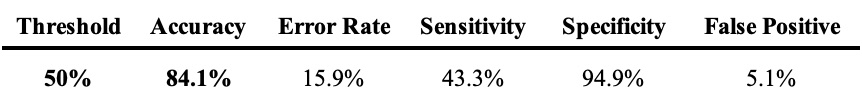 Threshold Accuracy Error Rate Sensitivity Specificity False Positive
50% 84.1% 15.9% 43.3% 94.9% 5.1%